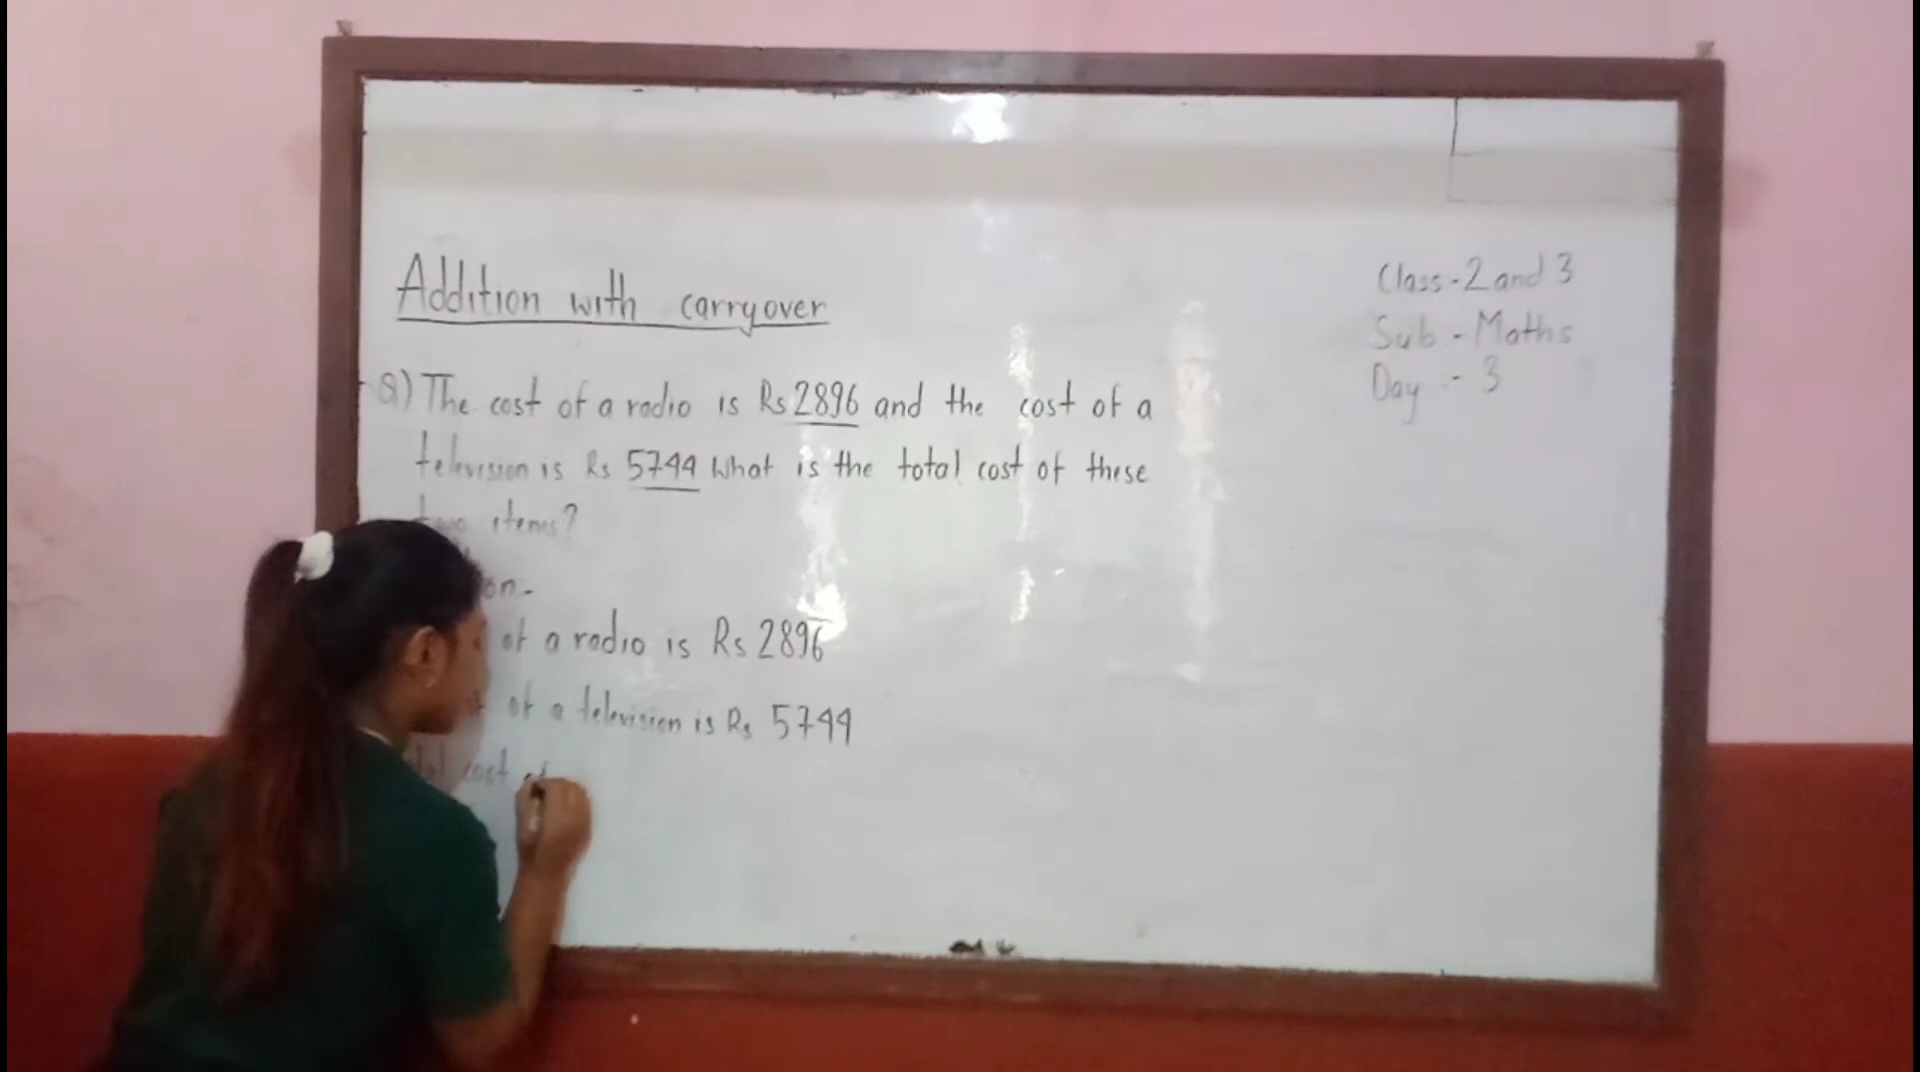 Addition with carryover
Class - 2 and 3
Sub - Maths
Day - 3
Q) The cost of a radio is Rs 2896 and the cost of a
television is Rs 5744 What is the total cost of these
two items?
on:-
of a radio is Rs 2896
of a television is Rs 5744
cost of